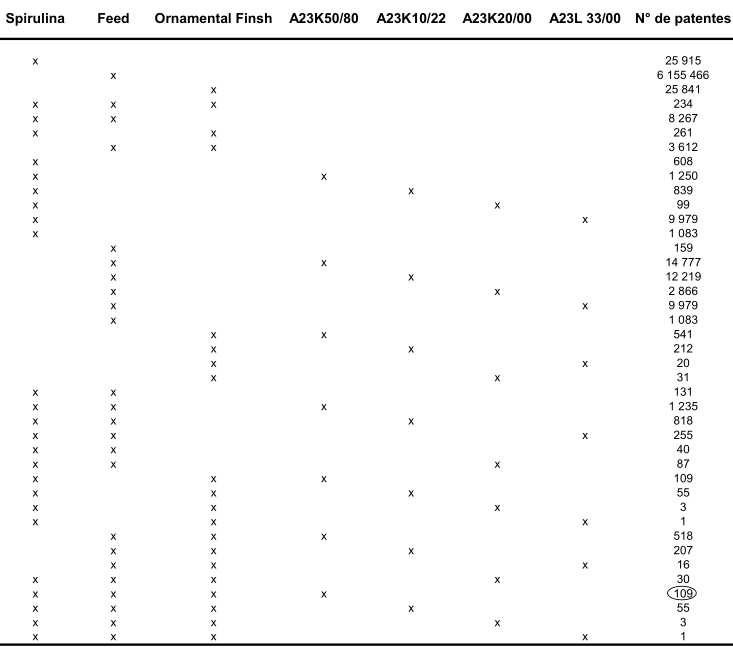 Spirulina Feed Ornamental Finsh A23K50/80 A23K10/22 A23K20/00 A23L 33/00 N° de patentes
x 25 915
x 6 155 466
x 25 841
x x x 234
x x 8 267
x x 261
x x 3 612
x 608
x x 1 250
x x 839
x x 99
x x 9 979
x 1 083
x 159
x x 14 777
x x 12 219
x x 2 866
x x 9 979
x 1 083
x x 541
x x 212
x x 20
x x 31
x x 131
x x x 1 235
x x x 818
x x x 255
x x 40
x x x 87
x x x 109
x x x 55
x x x 3
x x x 1
x x x 518
x x x 207
x x x 16
x x x x 30
x x x x 109
x x x x 55
x x x x 3
x x x x 1